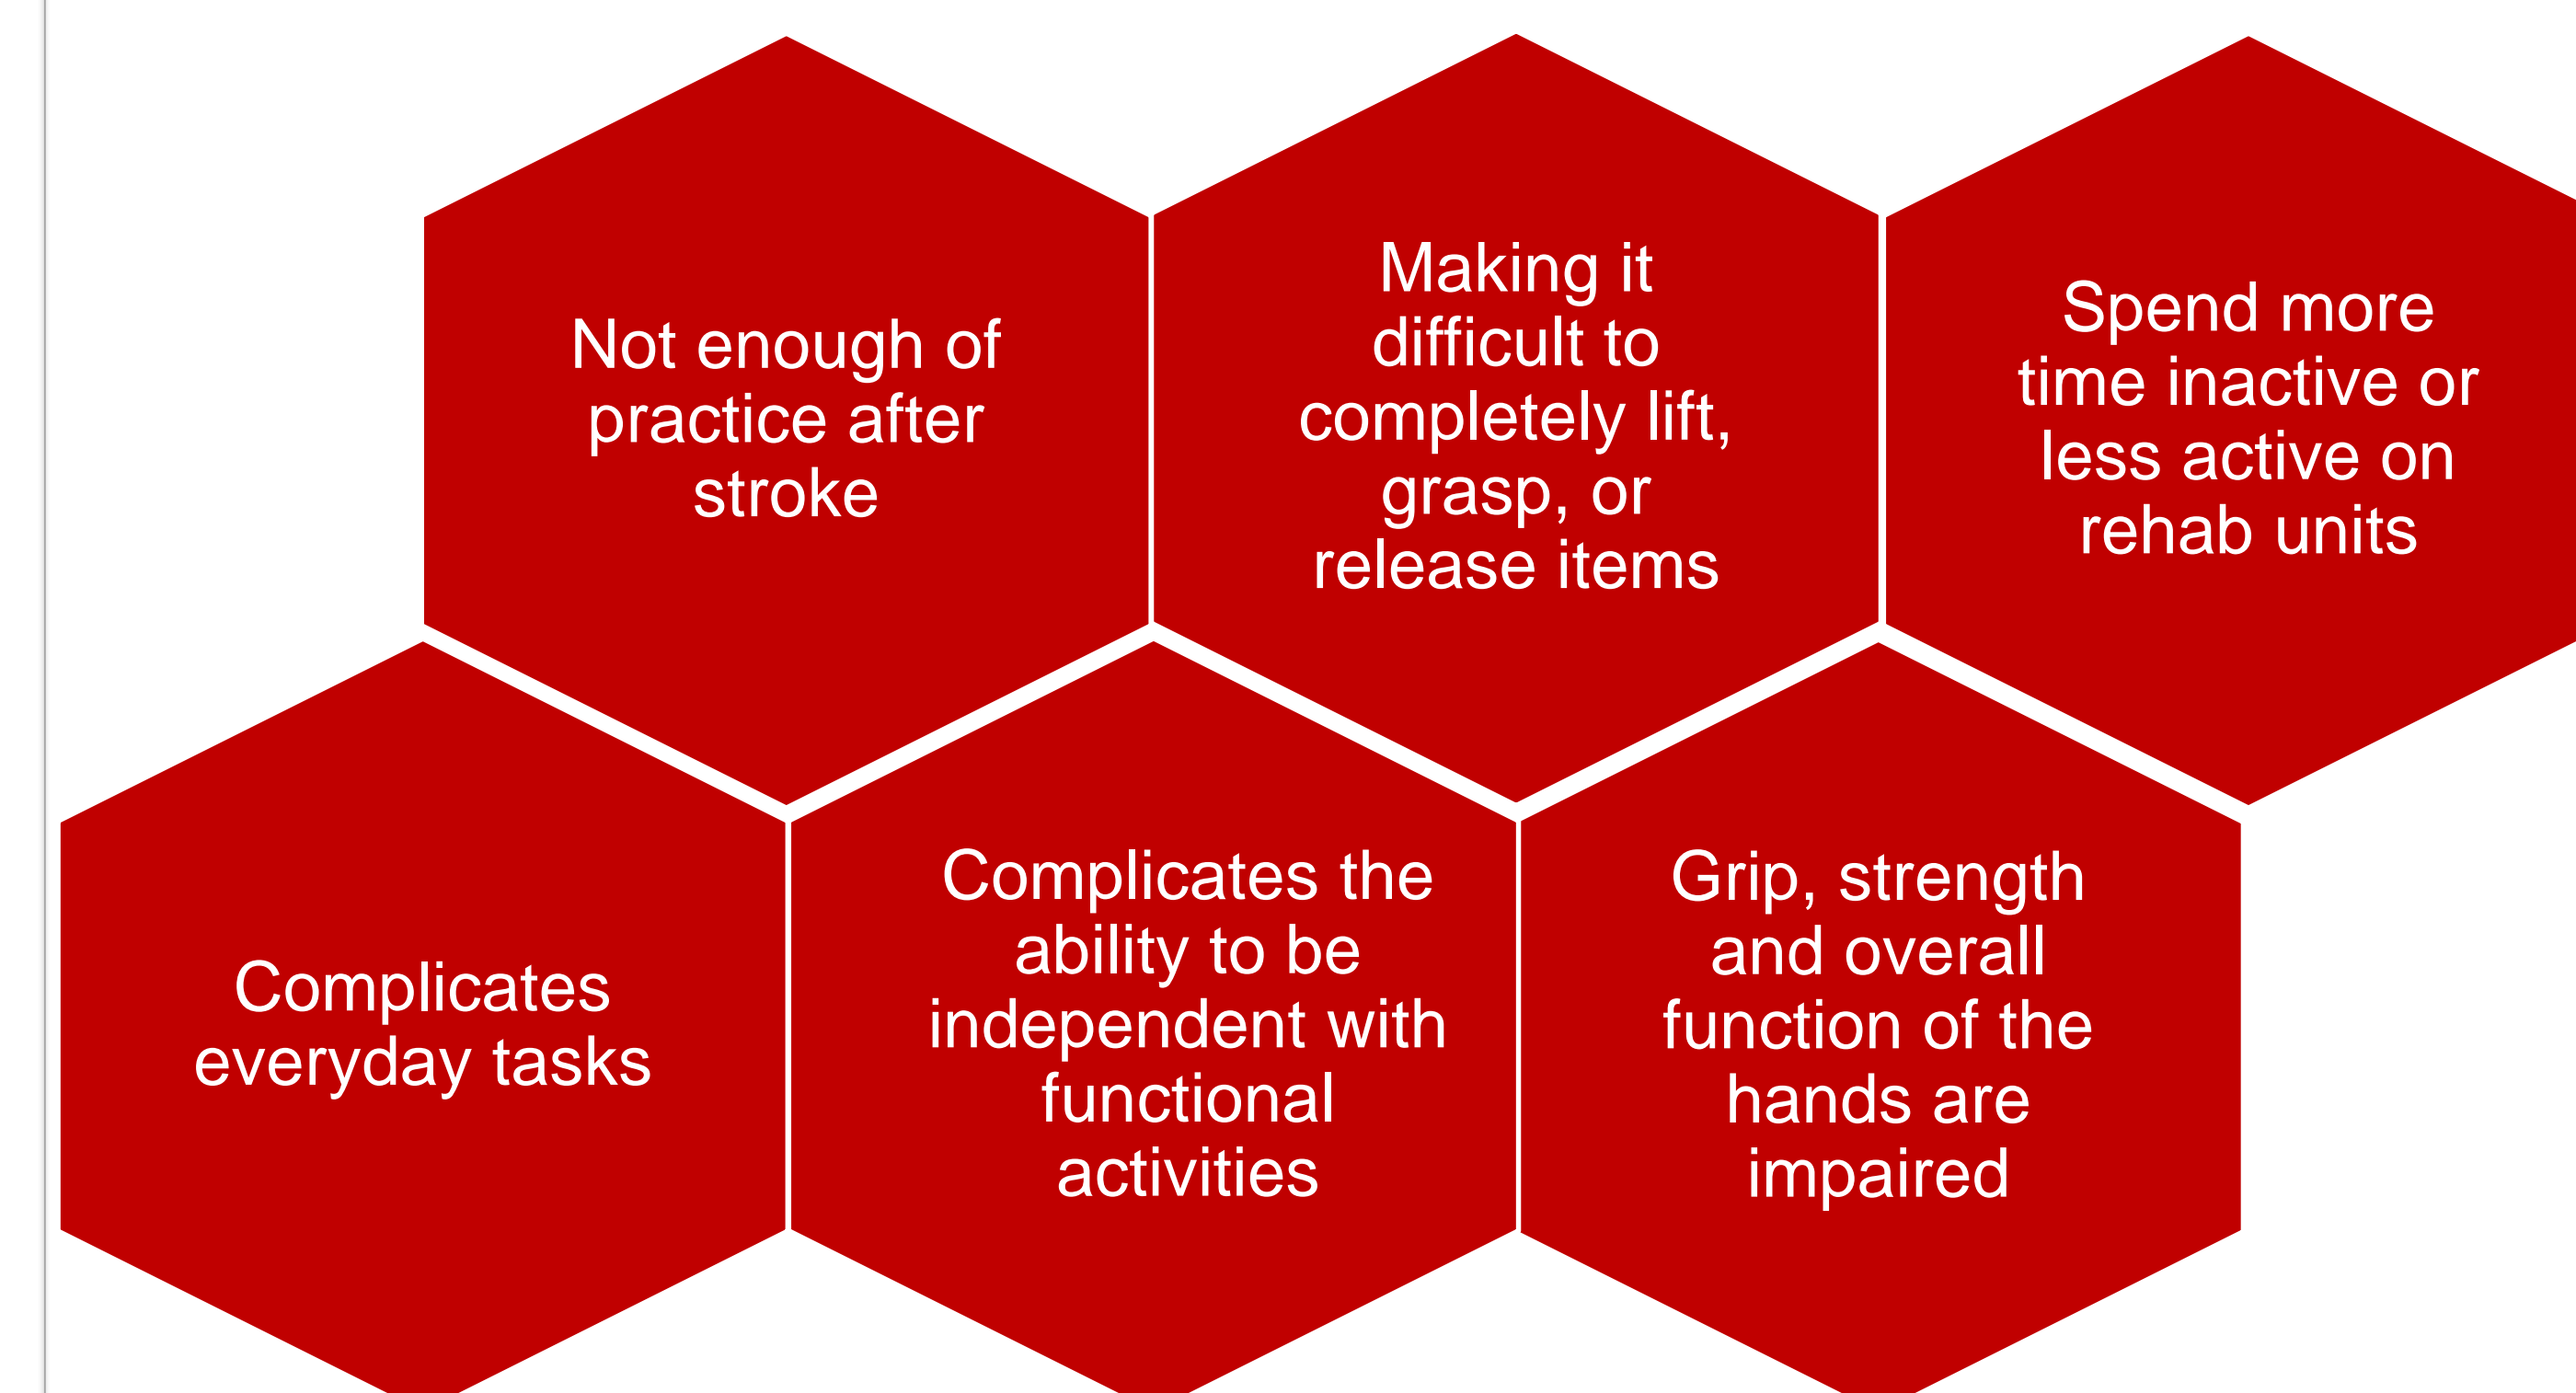 Not enough of
practice after
stroke
Making it
difficult to
completely lift,
grasp, or
release items
Spend more
time inactive or
less active on
rehab units
Complicates
everyday tasks
Complicates the
ability to be
independent with
functional
activities
Grip, strength
and overall
function of the
hands are
impaired